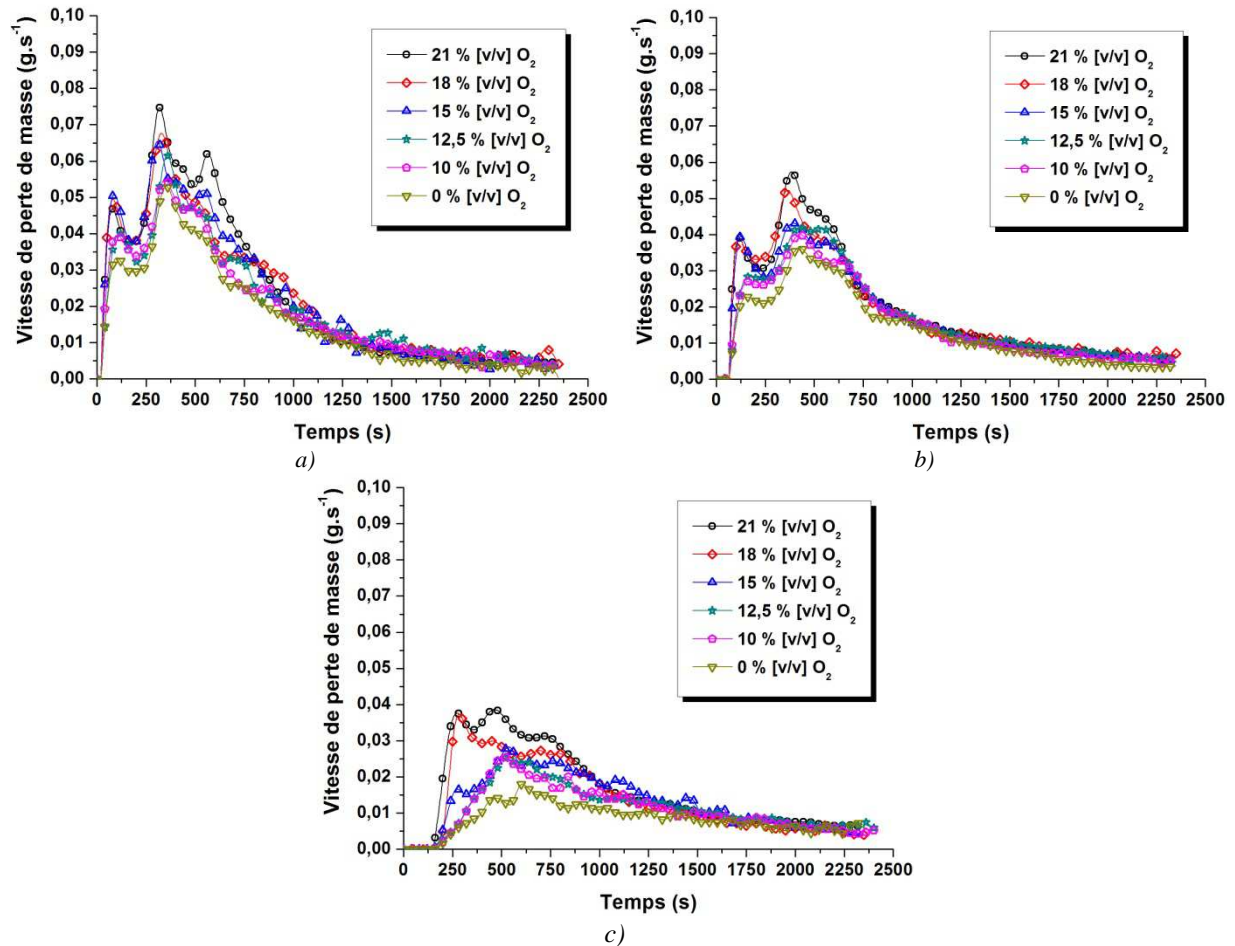 0,10
0,09
0,08
0,07
0,06
0,05
0,04
0,03
0,02
0,01
0,00
Vitesse de perte de masse (g.s⁻¹)
21 % [v/v] O₂
18 % [v/v] O₂
15 % [v/v] O₂
12,5 % [v/v] O₂
10 % [v/v] O₂
0 % [v/v] O₂
0 250 500 750 1000 1250 1500 1750 2000 2250 2500
Temps (s)
a)
0,10
0,09
0,08
0,07
0,06
0,05
0,04
0,03
0,02
0,01
0,00
Vitesse de perte de masse (g.s⁻¹)
21 % [v/v] O₂
18 % [v/v] O₂
15 % [v/v] O₂
12,5 % [v/v] O₂
10 % [v/v] O₂
0 % [v/v] O₂
0 250 500 750 1000 1250 1500 1750 2000 2250 2500
Temps (s)
b)
0,10
0,09
0,08
0,07
0,06
0,05
0,04
0,03
0,02
0,01
0,00
Vitesse de perte de masse (g.s⁻¹)
21 % [v/v] O₂
18 % [v/v] O₂
15 % [v/v] O₂
12,5 % [v/v] O₂
10 % [v/v] O₂
0 % [v/v] O₂
0 250 500 750 1000 1250 1500 1750 2000 2250 2500
Temps (s)
c)